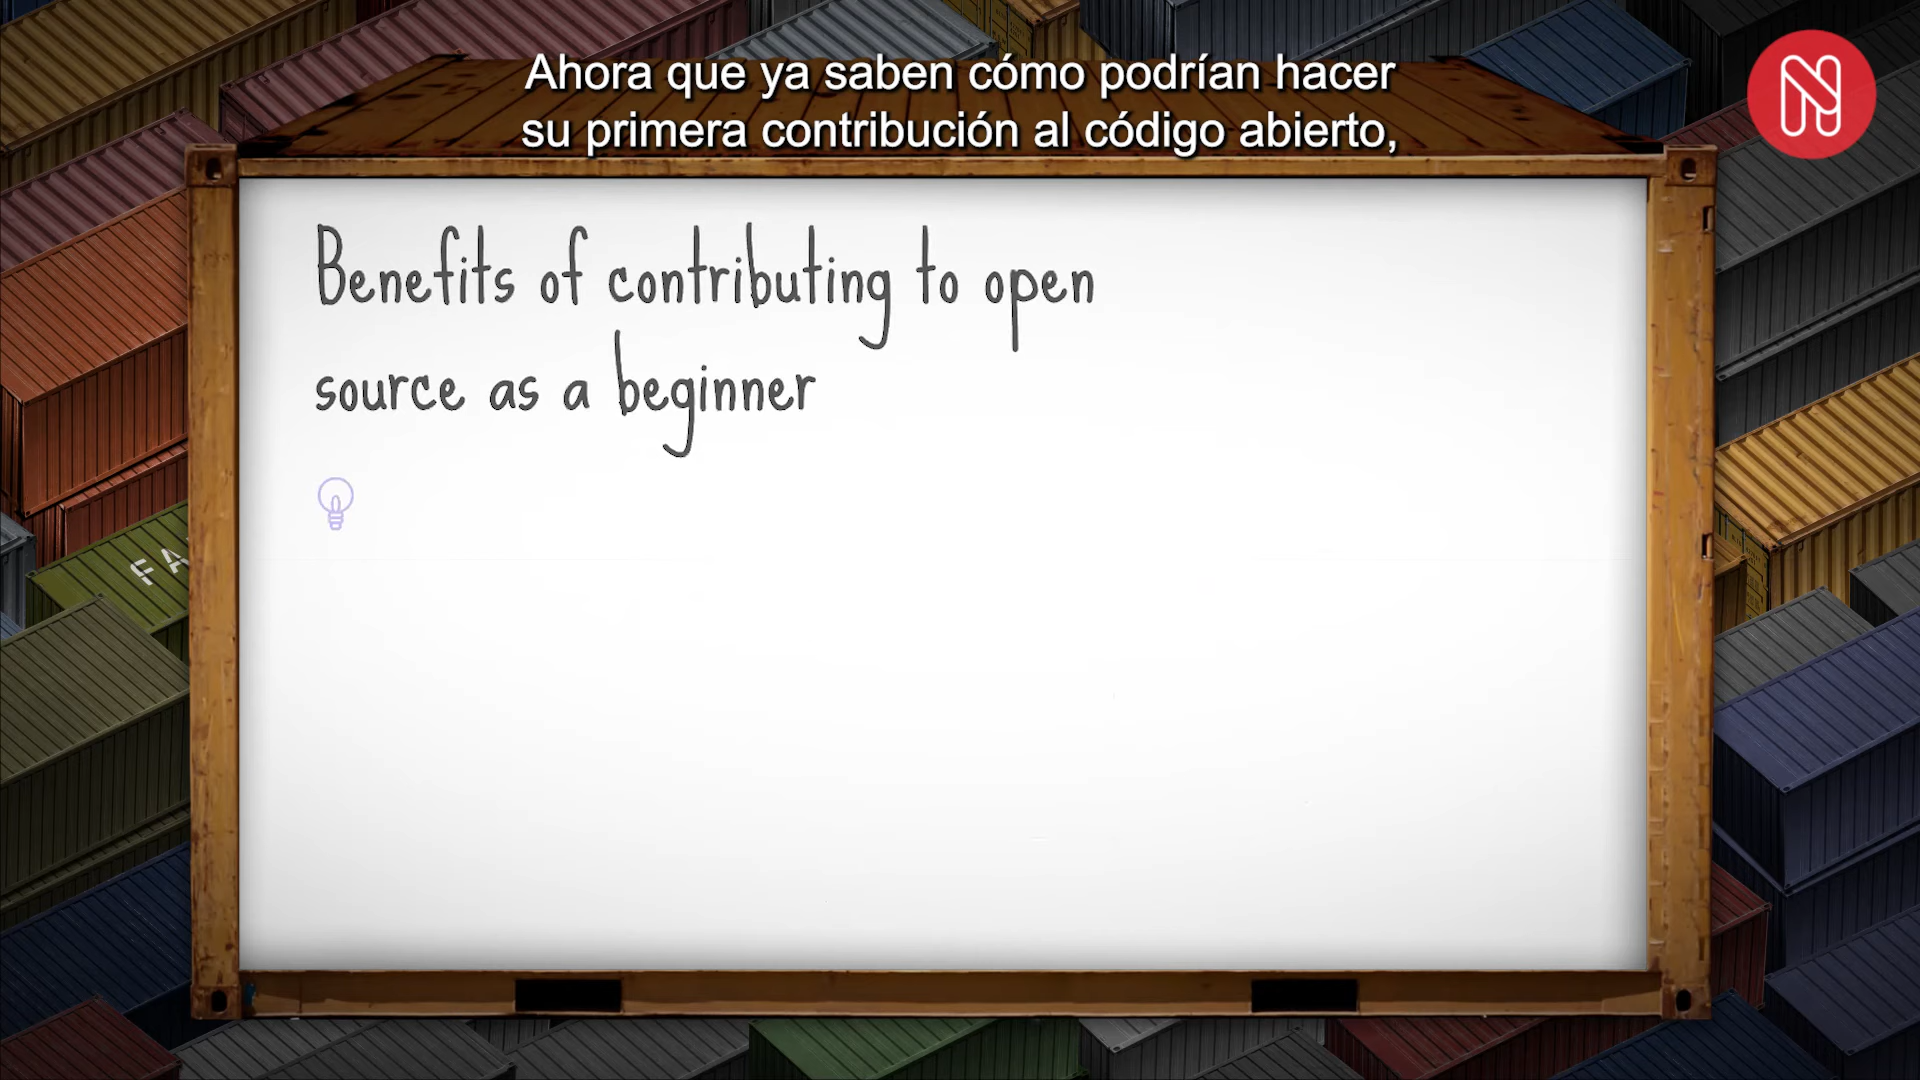 Ahora que ya saben cómo podrían hacer
su primera contribución al código abierto,
Benefits of contributing to open
source as a beginner
FA